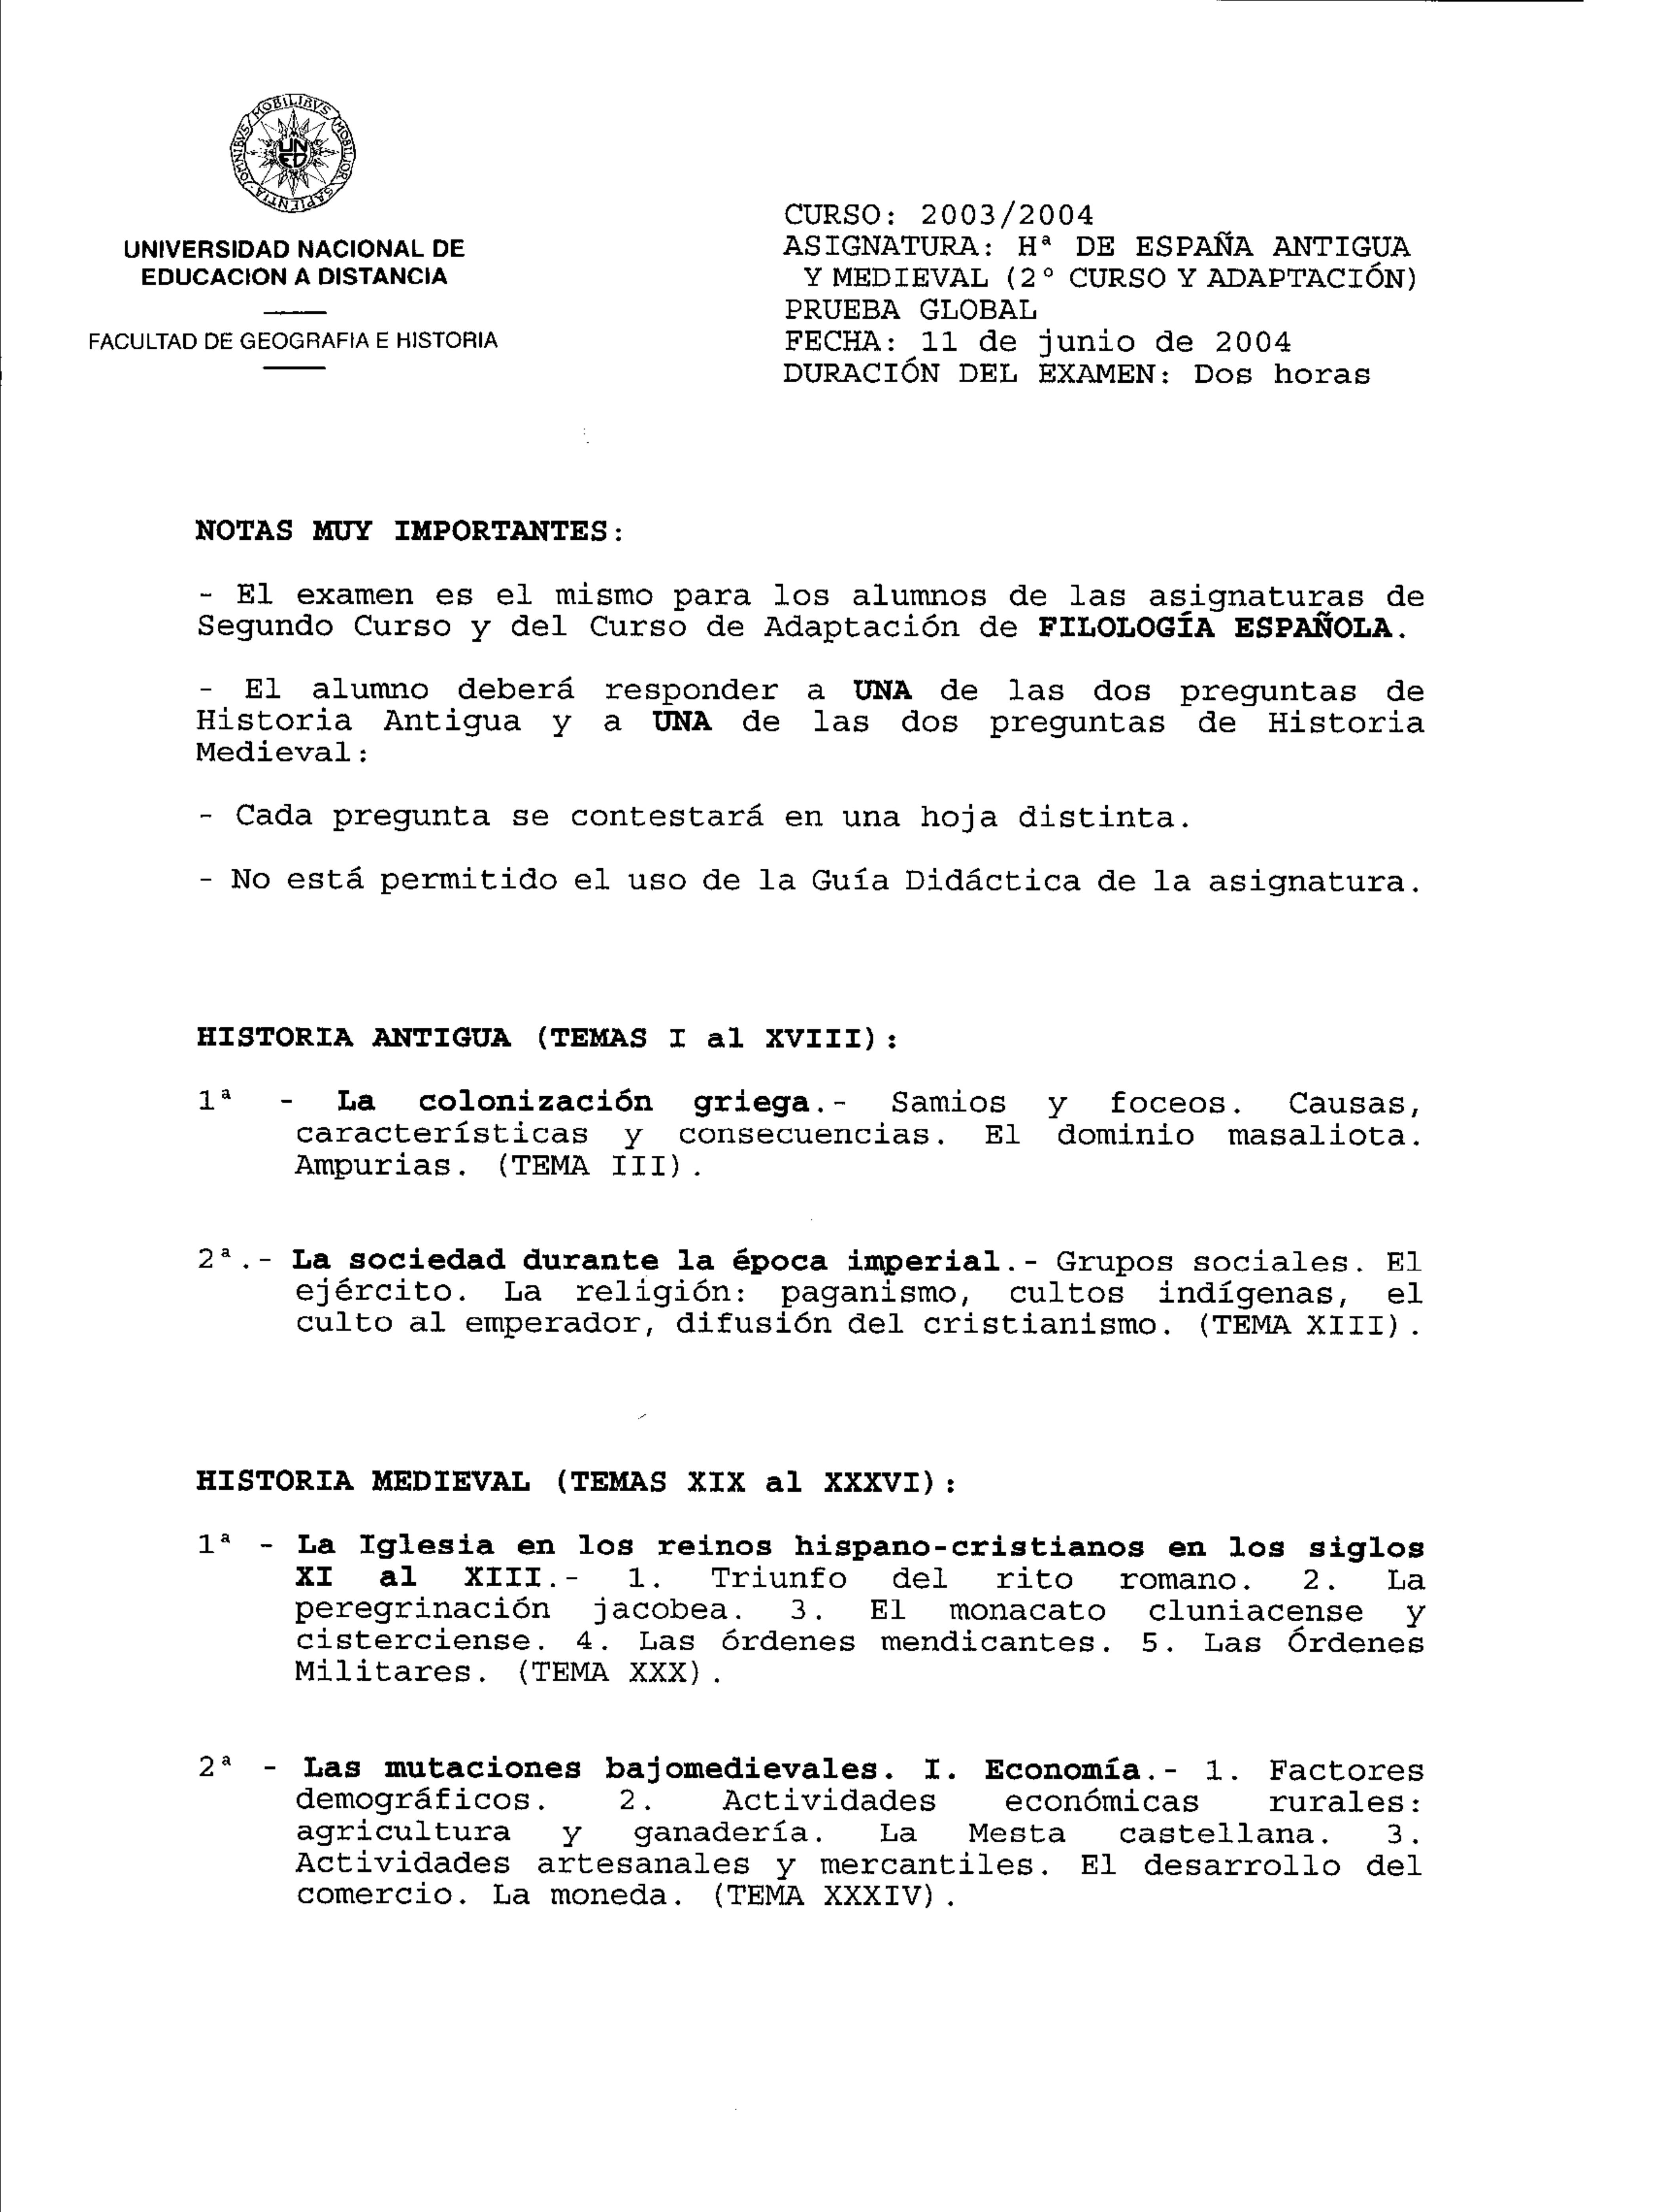 OMNIBVS MOBILIBVS MOBILIOR SAPIENTIA
UN
ED
UNIVERSIDAD NACIONAL DE
EDUCACION A DISTANCIA
FACULTAD DE GEOGRAFIA E HISTORIA
CURSO: 2003/2004
ASIGNATURA: Hª DE ESPAÑA ANTIGUA
Y MEDIEVAL (2º CURSO Y ADAPTACIÓN)
PRUEBA GLOBAL
FECHA: 11 de junio de 2004
DURACIÓN DEL EXAMEN: Dos horas
NOTAS MUY IMPORTANTES:
- El examen es el mismo para los alumnos de las asignaturas de
Segundo Curso y del Curso de Adaptación de FILOLOGÍA ESPAÑOLA.
- El alumno deberá responder a UNA de las dos preguntas de
Historia Antigua y a UNA de las dos preguntas de Historia
Medieval:
- Cada pregunta se contestará en una hoja distinta.
- No está permitido el uso de la Guía Didáctica de la asignatura.
HISTORIA ANTIGUA (TEMAS I al XVIII):
1ª - La colonización griega.- Samios y foceos. Causas,
características y consecuencias. El dominio masaliota.
Ampurias. (TEMA III).
2ª.- La sociedad durante la época imperial.- Grupos sociales. El
ejército. La religión: paganismo, cultos indígenas, el
culto al emperador, difusión del cristianismo. (TEMA XIII).
HISTORIA MEDIEVAL (TEMAS XIX al XXXVI):
1ª - La Iglesia en los reinos hispano-cristianos en los siglos
XI al XIII.- 1. Triunfo del rito romano. 2. La
peregrinación jacobea. 3. El monacato cluniacense y
cisterciense. 4. Las órdenes mendicantes. 5. Las Órdenes
Militares. (TEMA XXX).
2ª - Las mutaciones bajomedievales. I. Economía.- 1. Factores
demográficos. 2. Actividades económicas rurales:
agricultura y ganadería. La Mesta castellana. 3.
Actividades artesanales y mercantiles. El desarrollo del
comercio. La moneda. (TEMA XXXIV).